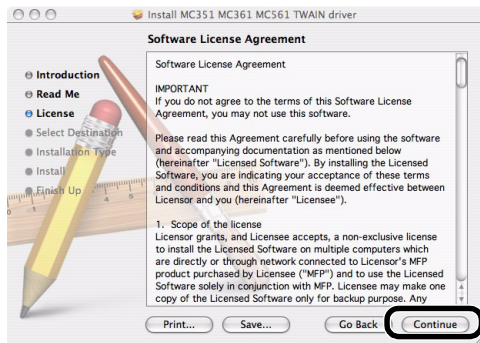 Install MC351 MC361 MC561 TWAIN driver
Software License Agreement
Introduction
Read Me
License
Select Destination
Installation Type
Install
Finish Up
Software License Agreement
IMPORTANT
If you do not agree to the terms of this Software License
Agreement, you may not use this software.
Please read this Agreement carefully before using the software
and accompanying documentation as mentioned below
(hereinafter "Licensed Software"). By installing the Licensed
Software, you are indicating your acceptance of these terms
and conditions and this Agreement is deemed effective between
Licensor and you (hereinafter "Licensee").
1. Scope of the license
Licensor grants, and Licensee accepts, a non-exclusive license
to install the Licensed Software on multiple computers which
are directly or through network connected to Licensor's MFP
product purchased by Licensee ("MFP") and to use the Licensed
Software solely in conjunction with MFP. Licensee may make one
copy of the Licensed Software only for backup purpose. Any
Print... Save... Go Back Continue